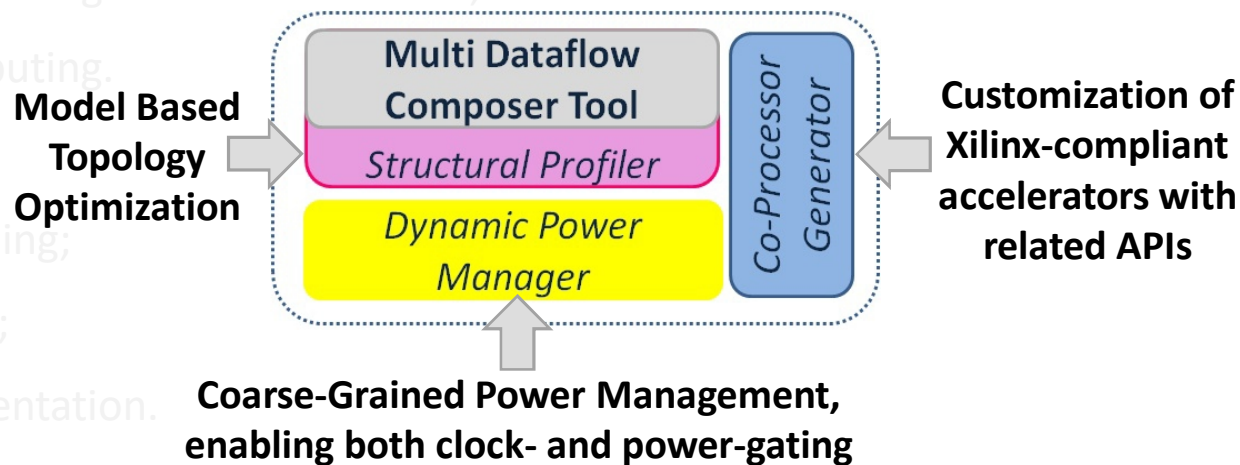 Multi Dataflow
Composer Tool
Structural Profiler
Dynamic Power
Manager
Co-Processor
Generator
Model Based
Topology
Optimization
Customization of
Xilinx-compliant
accelerators with
related APIs
Coarse-Grained Power Management,
enabling both clock- and power-gating